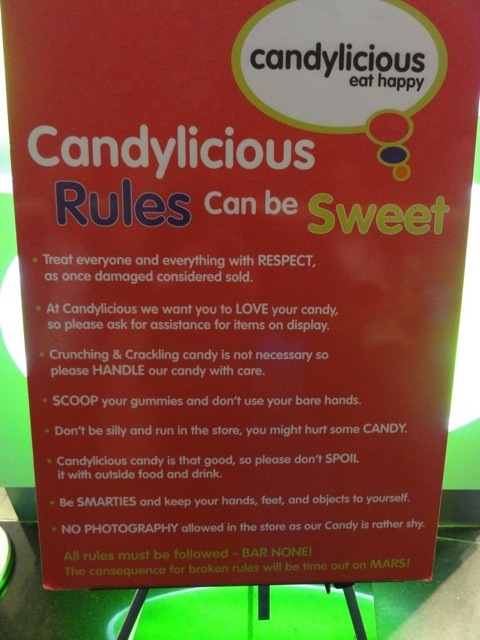 candylicious
eat happy
Candylicious
Rules Can be Sweet
• Treat everyone and everything with RESPECT,
as once damaged considered sold.
• At Candylicious we want you to LOVE your candy,
so please ask for assistance for items on display.
• Crunching & Crackling candy is not necessary so
please HANDLE our candy with care.
• SCOOP your gummies and don't use your bare hands.
• Don't be silly and run in the store, you might hurt some CANDY.
• Candylicious candy is that good, so please don't SPOIL
it with outside food and drink.
• Be SMARTIES and keep your hands, feet, and objects to yourself.
• NO PHOTOGRAPHY allowed in the store as our Candy is rather shy.
All rules must be followed - BAR NONE!
The consequence for broken rules will be time out on MARS!